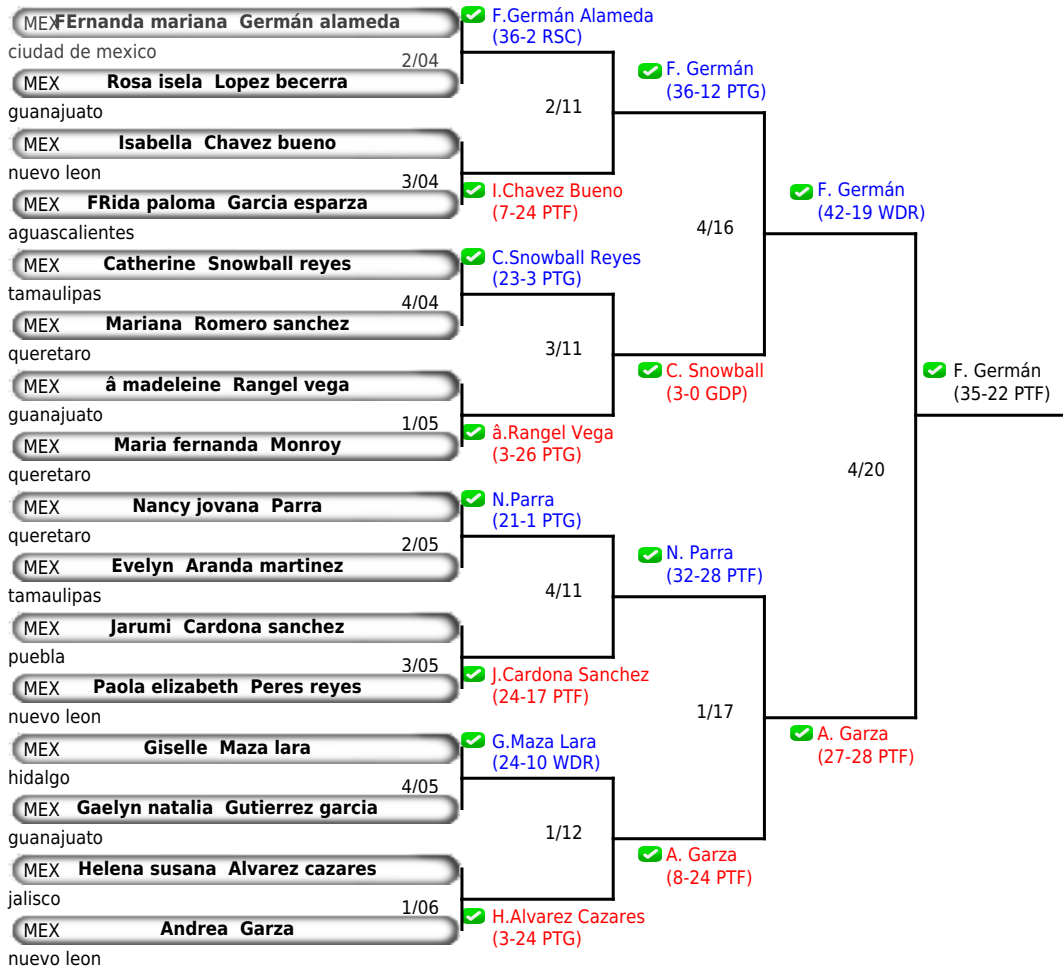 MEX FErnanda mariana Germán alameda
ciudad de mexico
2/04
MEX Rosa isela Lopez becerra
guanajuato
MEX Isabella Chavez bueno
nuevo leon
3/04
MEX FRida paloma Garcia esparza
aguascalientes
MEX Catherine Snowball reyes
tamaulipas
4/04
MEX Mariana Romero sanchez
queretaro
MEX â madeleine Rangel vega
guanajuato
1/05
MEX Maria fernanda Monroy
queretaro
MEX Nancy jovana Parra
queretaro
2/05
MEX Evelyn Aranda martinez
tamaulipas
MEX Jarumi Cardona sanchez
puebla
3/05
MEX Paola elizabeth Peres reyes
nuevo leon
MEX Giselle Maza lara
hidalgo
4/05
MEX Gaelyn natalia Gutierrez garcia
guanajuato
MEX Helena susana Alvarez cazares
jalisco
1/06
MEX Andrea Garza
nuevo leon
F.Germán Alameda
(36-2 RSC)
2/11
I.Chavez Bueno
(7-24 PTF)
C.Snowball Reyes
(23-3 PTG)
3/11
â.Rangel Vega
(3-26 PTG)
N.Parra
(21-1 PTG)
4/11
J.Cardona Sanchez
(24-17 PTF)
G.Maza Lara
(24-10 WDR)
1/12
H.Alvarez Cazares
(3-24 PTG)
F. Germán
(36-12 PTG)
4/16
C. Snowball
(3-0 GDP)
N. Parra
(32-28 PTF)
1/17
A. Garza
(8-24 PTF)
F. Germán
(42-19 WDR)
4/20
A. Garza
(27-28 PTF)
F. Germán
(35-22 PTF)